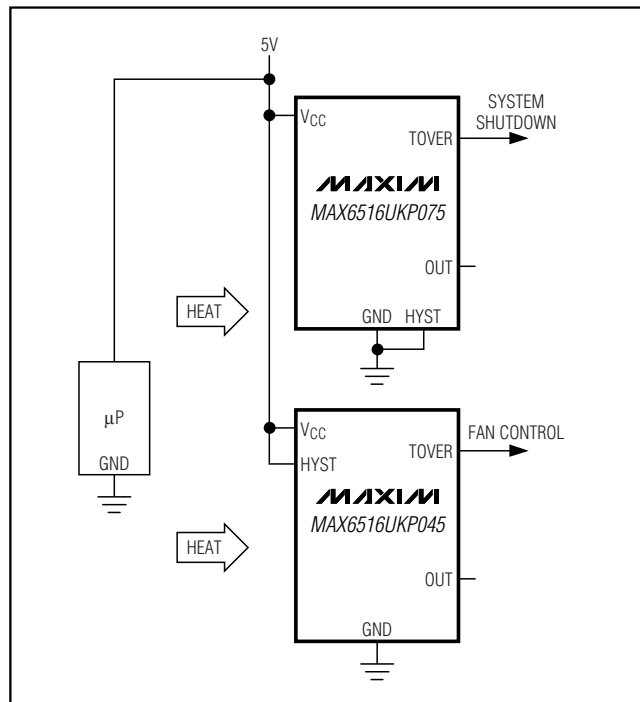 5V
VCC
TOVER
SYSTEM
SHUTDOWN
MAXIM
MAX6516UKP075
OUT
HEAT
GND
HYST
µP
GND
VCC
HYST
TOVER
FAN CONTROL
MAXIM
MAX6516UKP045
HEAT
OUT
GND